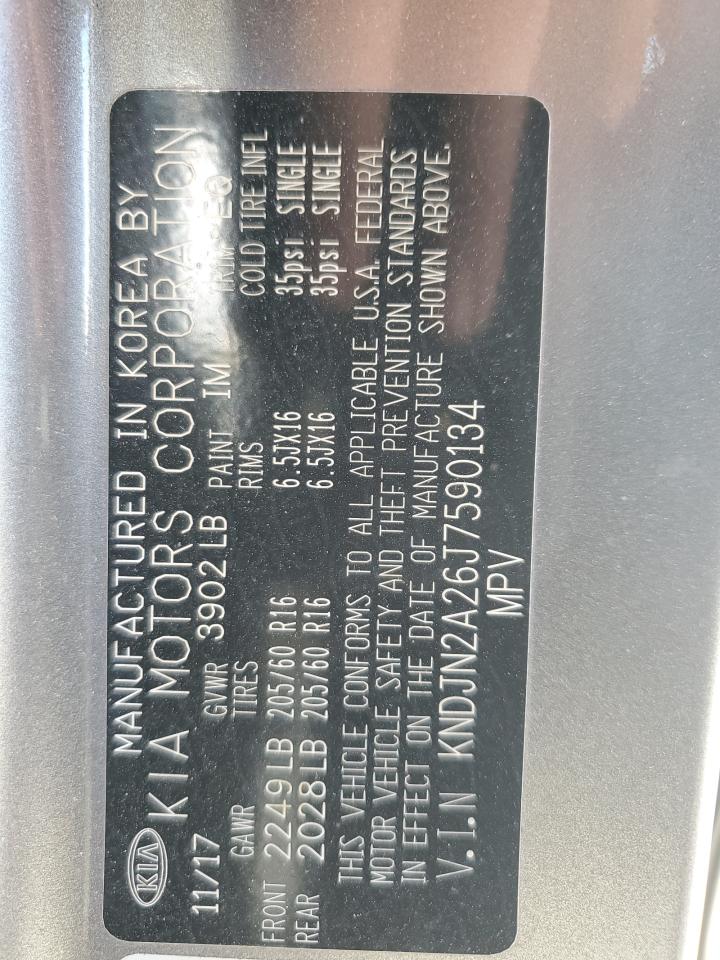 MANUFACTURED IN KOREA BY
KIA KIA MOTORS CORPORATION
11/17 GVWR 3902LB PAINT IM TRIM EQ
GAWR TIRES RIMS COLD TIRE INFL
FRONT 2249LB 205/60 R16 6.5JX16 35psi SINGLE
REAR 2028LB 205/60 R16 6.5JX16 35psi SINGLE
THIS VEHICLE CONFORMS TO ALL APPLICABLE U.S.A. FEDERAL
MOTOR VEHICLE SAFETY AND THEFT PREVENTION STANDARDS
IN EFFECT ON THE DATE OF MANUFACTURE SHOWN ABOVE.
V.I.N KNDJN2A26J7590134
MPV